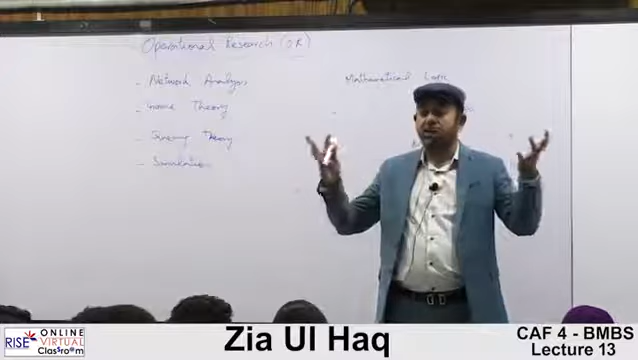 Operational Research (OR)
- Network Analysis
- Game Theory
- Queuing Theory
- Simulation
Mathematical Logic
RISE
ONLINE
VIRTUAL
Classroom
Zia Ul Haq
CAF 4 - BMBS
Lecture 13